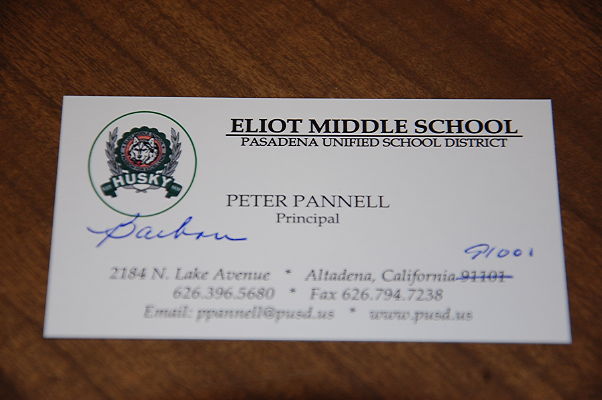 ELIOT MIDDLE SCHOOL
PASADENA UNIFIED SCHOOL DISTRICT
HUSKY
PETER PANNELL
Principal
91001
2184 N. Lake Avenue * Altadena, California 91101
626.396.5680 * Fax 626.794.7238
Email: ppannell@pusd.us * www.pusd.us